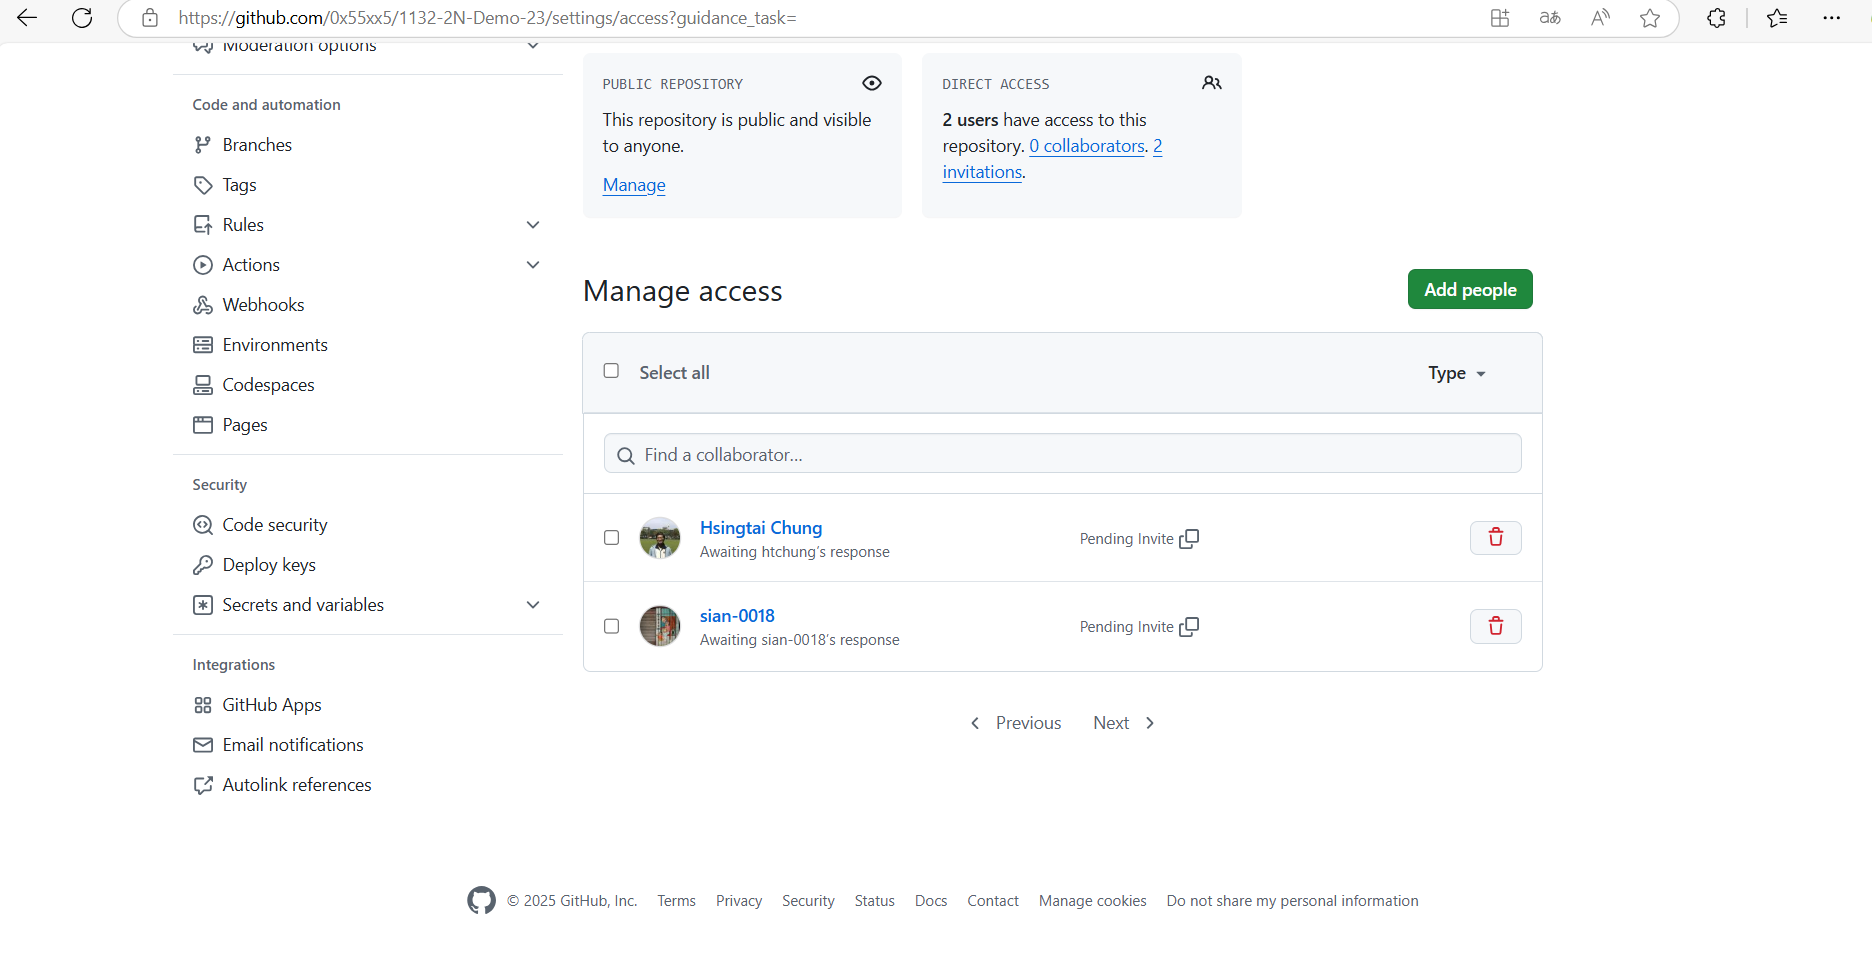 https://github.com/0x55xx5/1132-2N-Demo-23/settings/access?guidance_task=
Moderation options
Code and automation
Branches
Tags
Rules
Actions
Webhooks
Environments
Codespaces
Pages
Security
Code security
Deploy keys
Secrets and variables
Integrations
GitHub Apps
Email notifications
Autolink references
PUBLIC REPOSITORY
This repository is public and visible
to anyone.
Manage
DIRECT ACCESS
2 users have access to this
repository. 0 collaborators. 2
invitations.
Manage access
Add people
Select all
Type
Find a collaborator...
Hsingtai Chung
Awaiting htchung's response
Pending Invite
sian-0018
Awaiting sian-0018's response
Pending Invite
Previous
Next
© 2025 GitHub, Inc.
Terms
Privacy
Security
Status
Docs
Contact
Manage cookies
Do not share my personal information